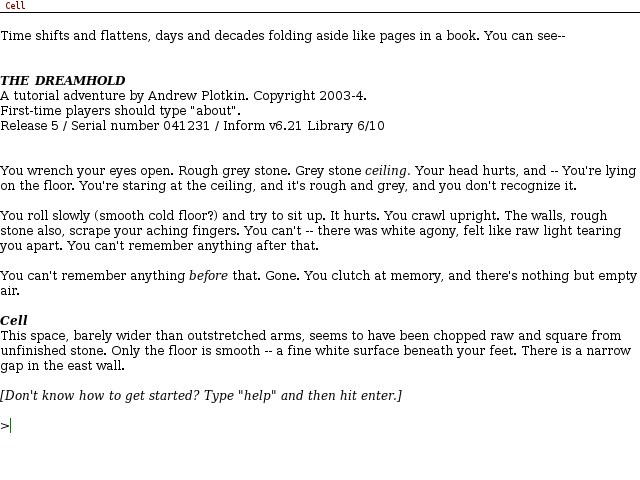 Cell
Time shifts and flattens, days and decades folding aside like pages in a book. You can see--
THE DREAMHOLD
A tutorial adventure by Andrew Plotkin. Copyright 2003-4.
First-time players should type "about".
Release 5 / Serial number 041231 / Inform v6.21 Library 6/10
You wrench your eyes open. Rough grey stone. Grey stone ceiling. Your head hurts, and -- You're lying
on the floor. You're staring at the ceiling, and it's rough and grey, and you don't recognize it.
You roll slowly (smooth cold floor?) and try to sit up. It hurts. You crawl upright. The walls, rough
stone also, scrape your aching fingers. You can't -- there was white agony, felt like raw light tearing
you apart. You can't remember anything after that.
You can't remember anything before that. Gone. You clutch at memory, and there's nothing but empty
air.
Cell
This space, barely wider than outstretched arms, seems to have been chopped raw and square from
unfinished stone. Only the floor is smooth -- a fine white surface beneath your feet. There is a narrow
gap in the east wall.
[Don't know how to get started? Type "help" and then hit enter.]
>